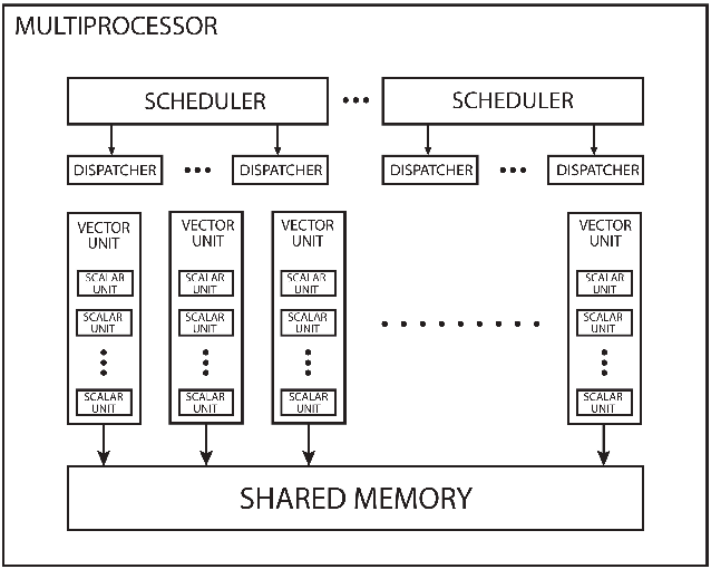 MULTIPROCESSOR
SCHEDULER
SCHEDULER
DISPATCHER
DISPATCHER
DISPATCHER
DISPATCHER
VECTOR
UNIT
SCALAR
UNIT
SCALAR
UNIT
SCALAR
UNIT
VECTOR
UNIT
SCALAR
UNIT
SCALAR
UNIT
SCALAR
UNIT
VECTOR
UNIT
SCALAR
UNIT
SCALAR
UNIT
SCALAR
UNIT
VECTOR
UNIT
SCALAR
UNIT
SCALAR
UNIT
SCALAR
UNIT
SHARED MEMORY